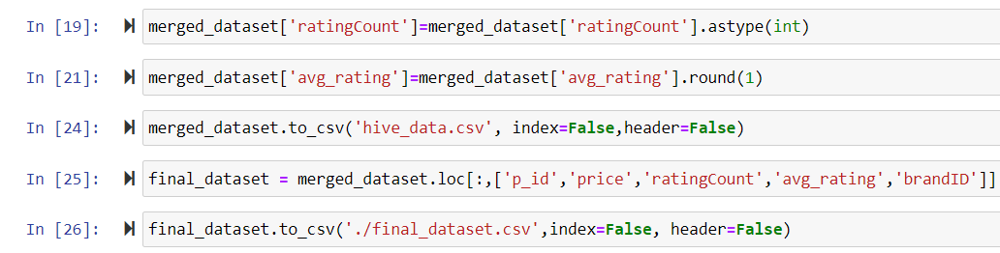 In [19]: merged_dataset['ratingCount']=merged_dataset['ratingCount'].astype(int)
In [21]: merged_dataset['avg_rating']=merged_dataset['avg_rating'].round(1)
In [24]: merged_dataset.to_csv('hive_data.csv', index=False,header=False)
In [25]: final_dataset = merged_dataset.loc[:,['p_id','price','ratingCount','avg_rating','brandID']]
In [26]: final_dataset.to_csv('./final_dataset.csv',index=False, header=False)